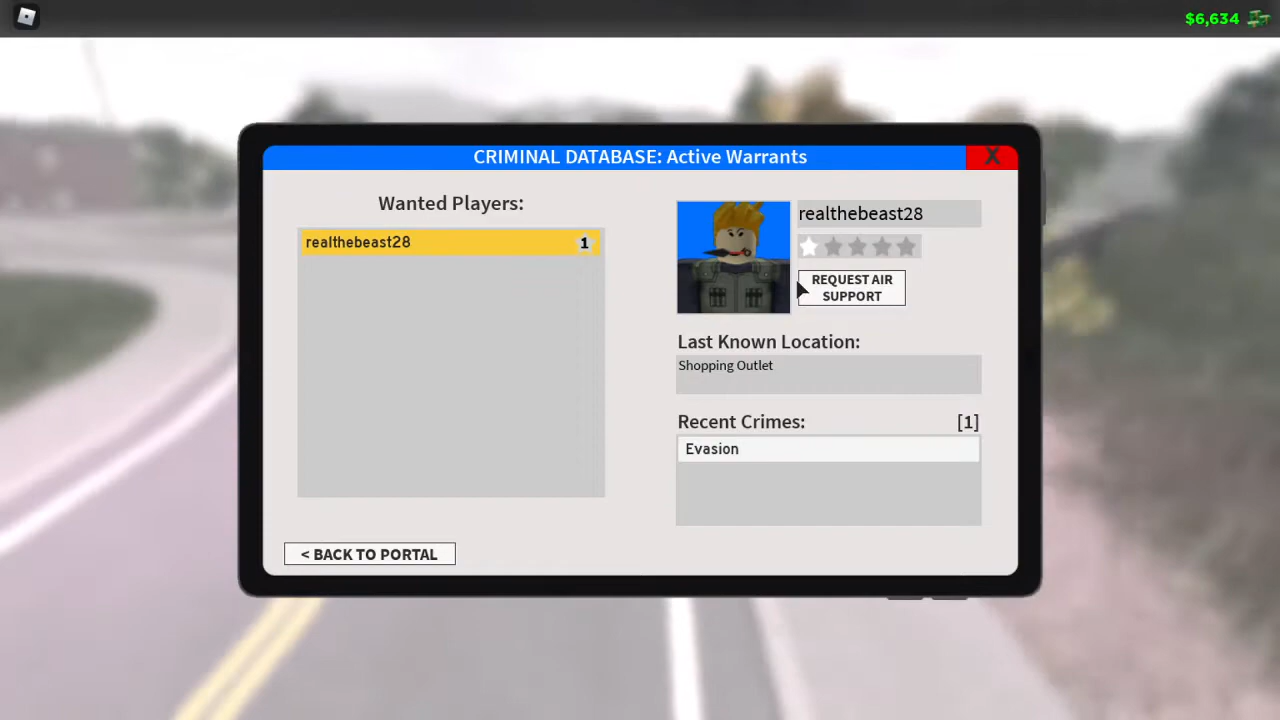 $6,634
CRIMINAL DATABASE: Active Warrants
X
Wanted Players:
realthebeast28 1
realthebeast28
REQUEST AIR
SUPPORT
Last Known Location:
Shopping Outlet
Recent Crimes: [1]
Evasion
< BACK TO PORTAL